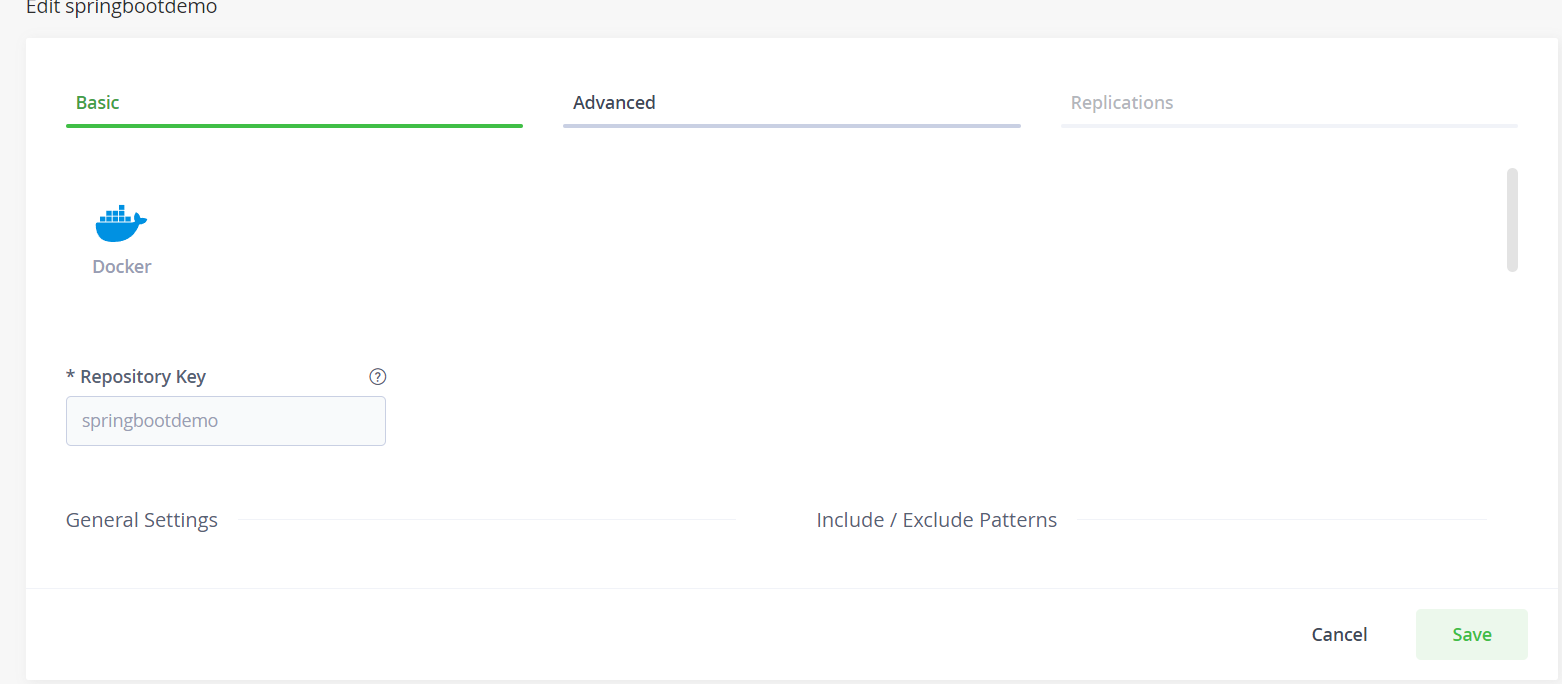 Edit springbootdemo
Basic
Advanced
Replications
Docker
* Repository Key
?
springbootdemo
General Settings
Include / Exclude Patterns
Cancel
Save